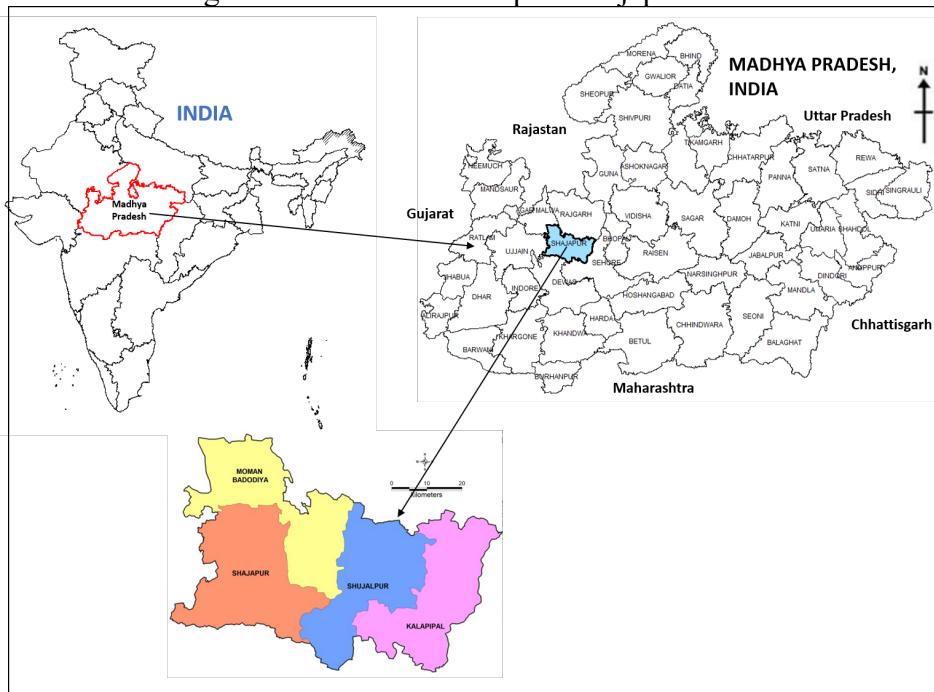 INDIA
Madhya
Pradesh
MADHYA PRADESH,
INDIA
N
Rajastan
Uttar Pradesh
Gujarat
Chhattisgarh
Maharashtra
MORENA
BHIND
GWALIOR
DATIA
SHEOPUR
SHIVPURI
TIKAMGARH
CHHATARPUR
REWA
SATNA
PANNA
SIDHI
SINGRAULI
NEEMUCH
MANDSAUR
ASHOKNAGAR
GUNA
AGARMALWA
RAJGARH
VIDISHA
SAGAR
DAMOH
KATNI
UMARIA
SHAHDOL
RATLAM
UJJAIN
SHAJAPUR
BHOPAL
SEHORE
RAISEN
JABALPUR
ANUPPUR
DINDORI
JHABUA
DHAR
INDORE
DEWAS
NARSINGHPUR
MANDLA
HOSHANGABAD
ALIRAJPUR
KHARGONE
KHANDWA
HARDA
CHHINDWARA
SEONI
BARWANI
BETUL
BALAGHAT
BURHANPUR
MOMAN
BADODIYA
0 10 20
Kilometers
SHAJAPUR
SHUJALPUR
KALAPIPAL